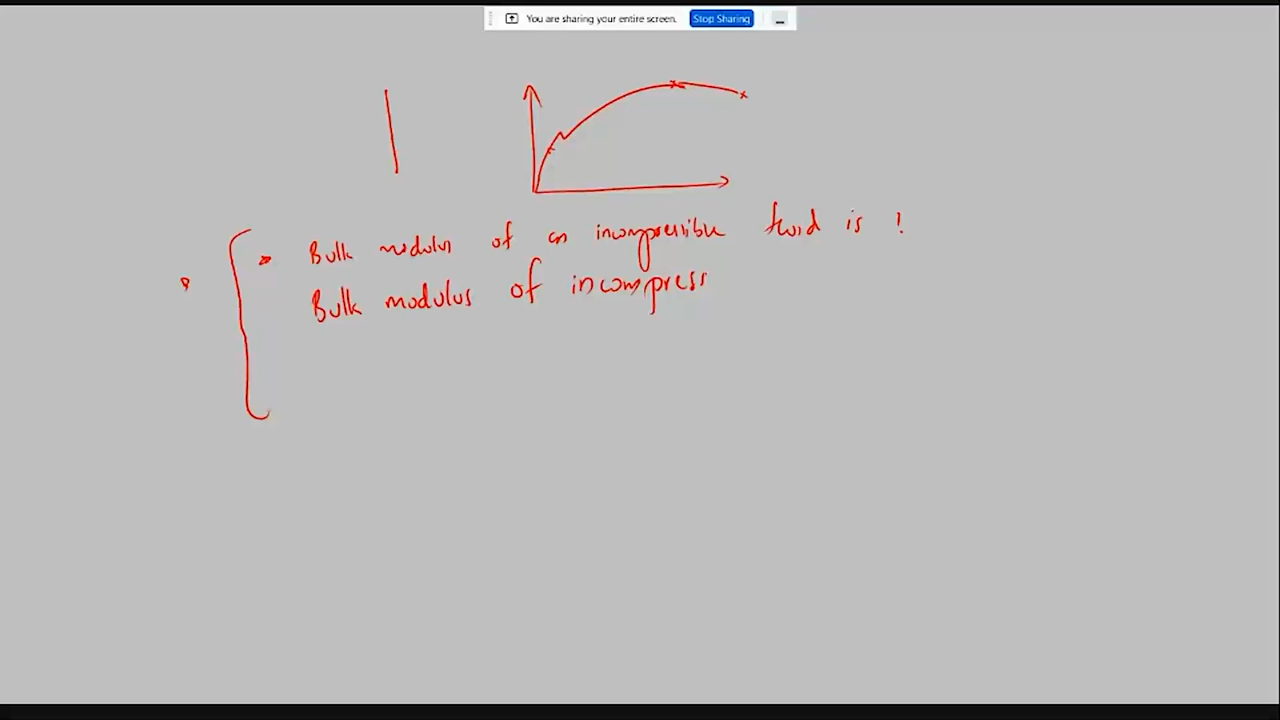 You are sharing your entire screen. Stop Sharing
Bulk modulus of an incompressible fluid is ?
Bulk modulus of incompress